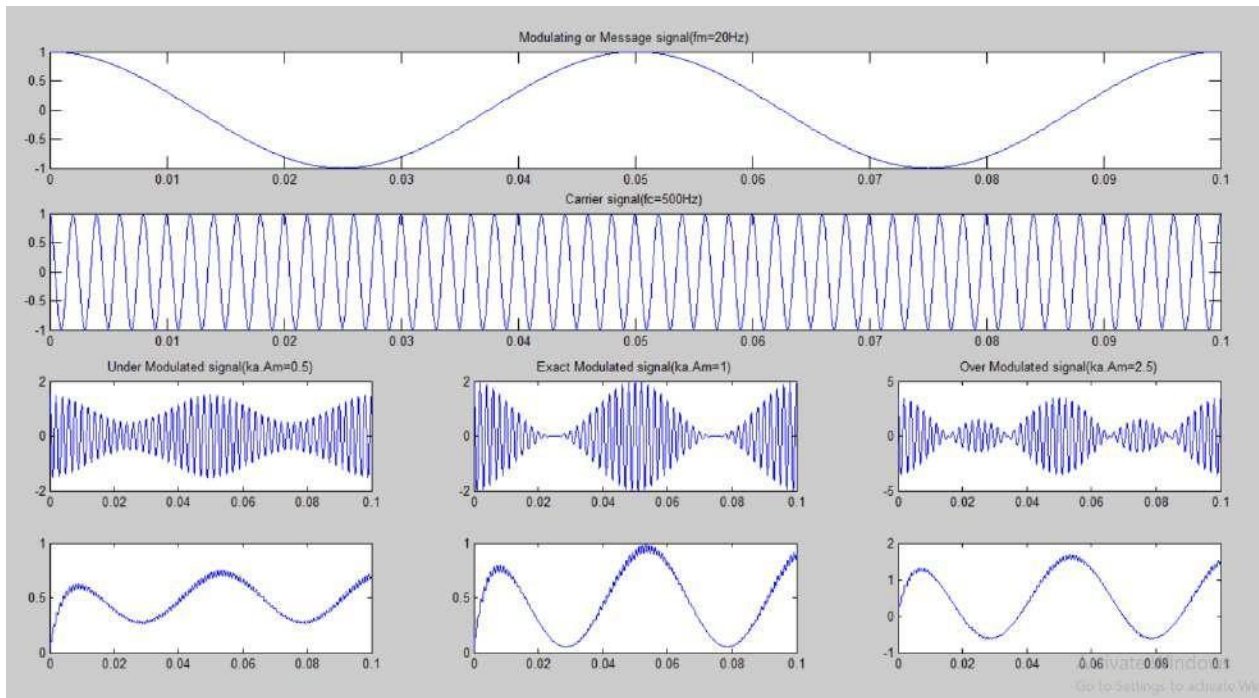 Modulating or Message signal(fm=20Hz)
1
0.5
0
-0.5
-1
0 0.01 0.02 0.03 0.04 0.05 0.06 0.07 0.08 0.09 0.1
Carrier signal(fc=500Hz)
1
0.5
0
-0.5
-1
0 0.01 0.02 0.03 0.04 0.05 0.06 0.07 0.08 0.09 0.1
Under Modulated signal(ka.Am=0.5)
2
0
-2
0 0.02 0.04 0.06 0.08 0.1
Exact Modulated signal(ka.Am=1)
2
0
-2
0 0.02 0.04 0.06 0.08 0.1
Over Modulated signal(ka.Am=2.5)
5
0
-5
0 0.02 0.04 0.06 0.08 0.1
1
0.5
0
0 0.02 0.04 0.06 0.08 0.1
1
0.5
0
0 0.02 0.04 0.06 0.08 0.1
2
1
0
-1
0 0.02 0.04 0.06 0.08 0.1
Activate Windows
Go to Settings to activate Wi